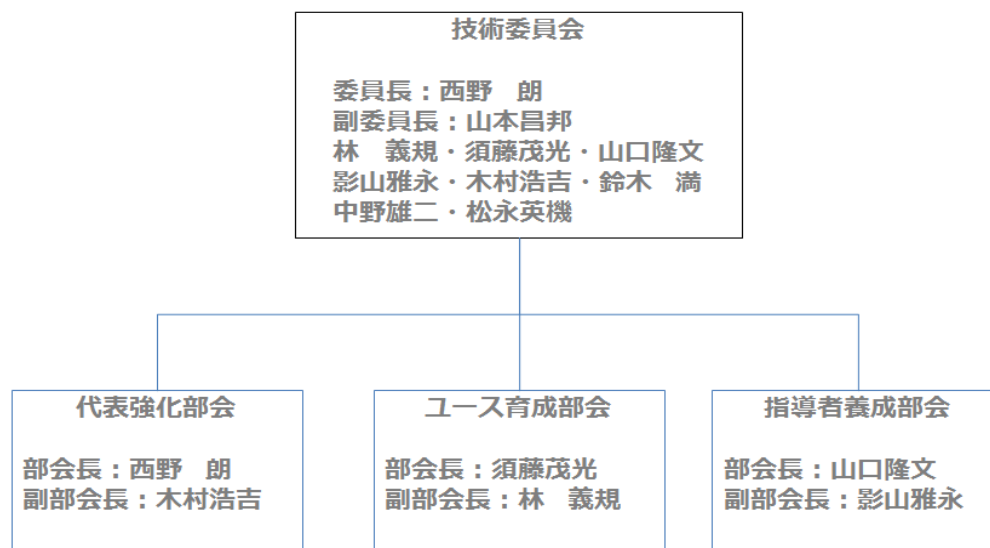 技術委員会
委員長：西野　朗
副委員長：山本昌邦
林　義規・須藤茂光・山口隆文
影山雅永・木村浩吉・鈴木　満
中野雄二・松永英機
代表強化部会
部会長：西野　朗
副部会長：木村浩吉
ユース育成部会
部会長：須藤茂光
副部会長：林　義規
指導者養成部会
部会長：山口隆文
副部会長：影山雅永